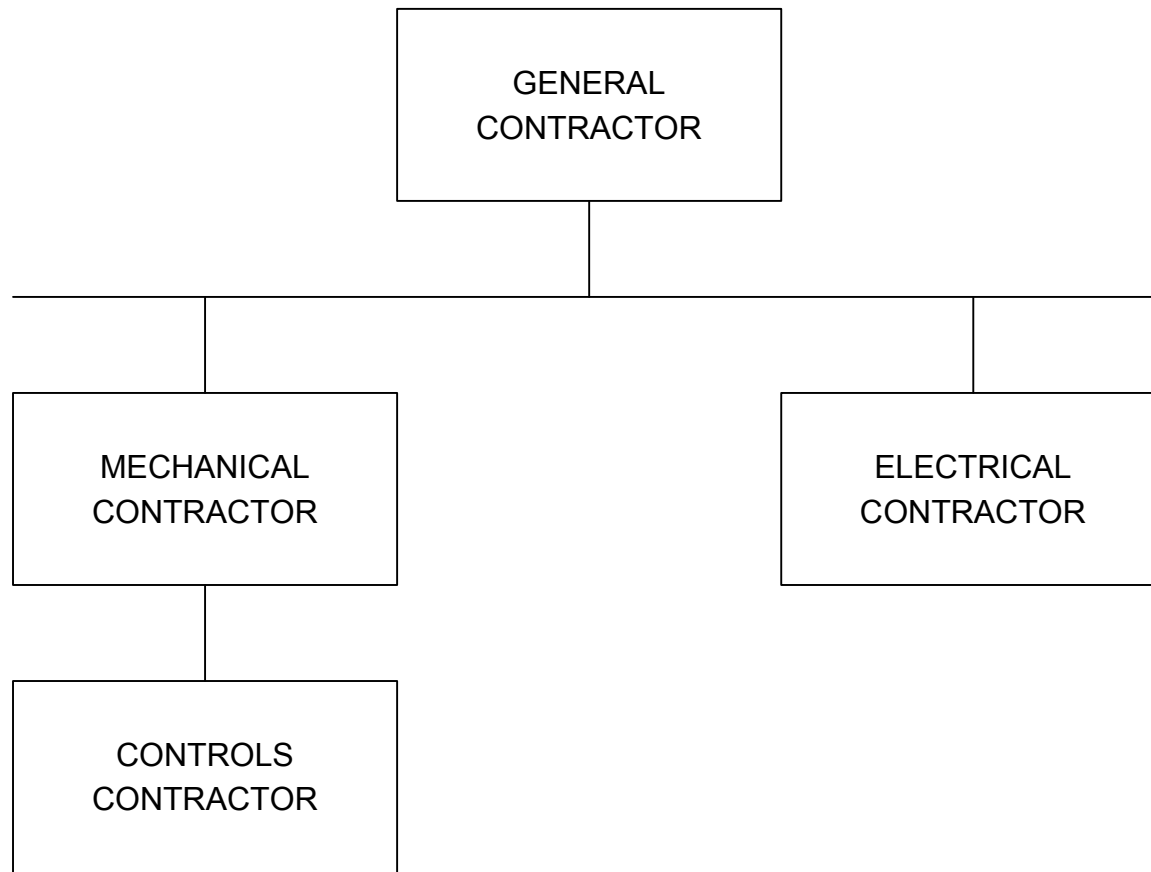 GENERAL
CONTRACTOR
MECHANICAL
CONTRACTOR
ELECTRICAL
CONTRACTOR
CONTROLS
CONTRACTOR